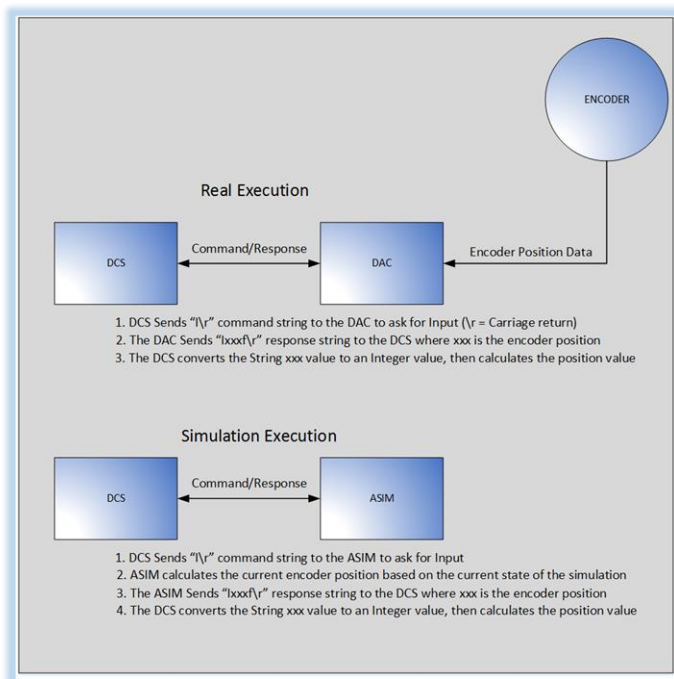 ENCODER
Real Execution
DCS
Command/Response
DAC
Encoder Position Data
1. DCS Sends “I\r” command string to the DAC to ask for Input (\r = Carriage return)
2. The DAC Sends “Ixxxf\r” response string to the DCS where xxx is the encoder position
3. The DCS converts the String xxx value to an Integer value, then calculates the position value
Simulation Execution
DCS
Command/Response
ASIM
1. DCS Sends “I\r” command string to the ASIM to ask for Input
2. ASIM calculates the current encoder position based on the current state of the simulation
3. The ASIM Sends “Ixxxf\r” response string to the DCS where xxx is the encoder position
4. The DCS converts the String xxx value to an Integer value, then calculates the position value